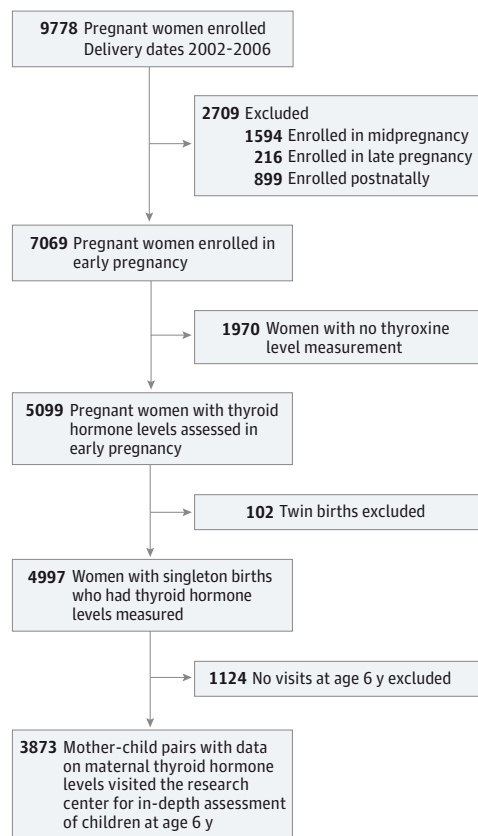 9778 Pregnant women enrolled
Delivery dates 2002-2006
2709 Excluded
1594 Enrolled in midpregnancy
216 Enrolled in late pregnancy
899 Enrolled postnatally
7069 Pregnant women enrolled in
early pregnancy
1970 Women with no thyroxine
level measurement
5099 Pregnant women with thyroid
hormone levels assessed in
early pregnancy
102 Twin births excluded
4997 Women with singleton births
who had thyroid hormone
levels measured
1124 No visits at age 6 y excluded
3873 Mother-child pairs with data
on maternal thyroid hormone
levels visited the research
center for in-depth assessment
of children at age 6 y